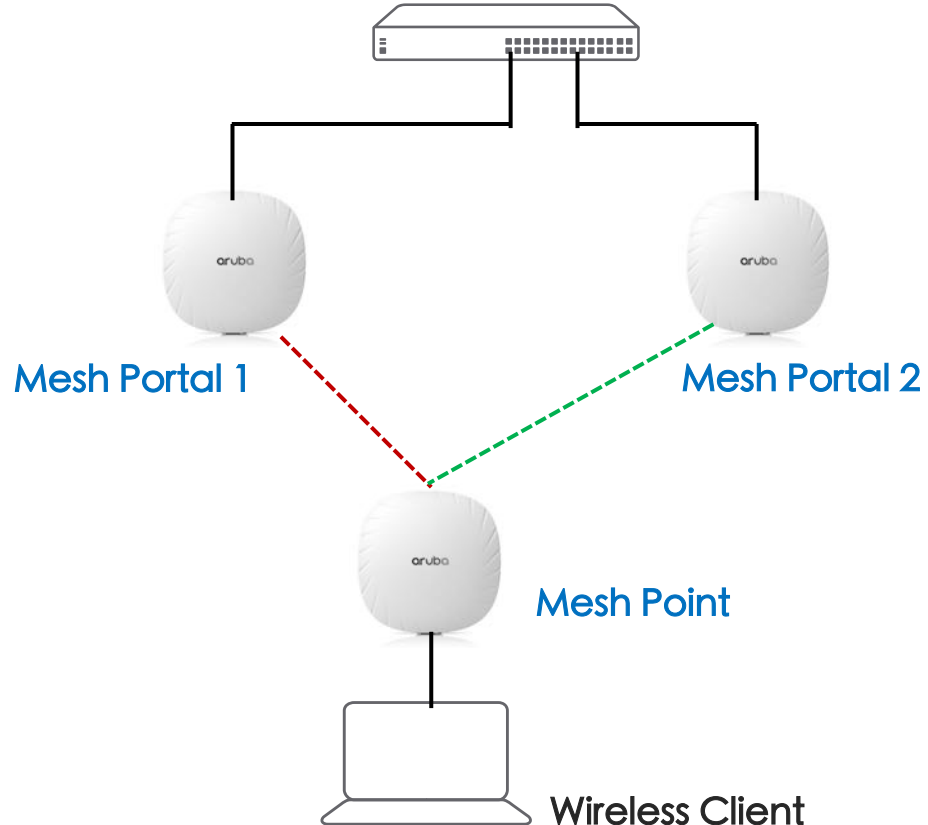 aruba
aruba
Mesh Portal 1
Mesh Portal 2
aruba
Mesh Point
Wireless Client